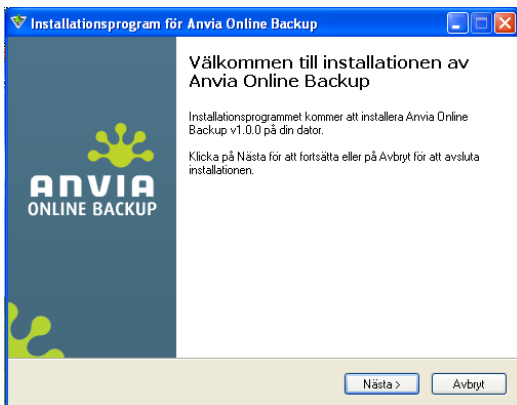 Installationsprogram för Anvia Online Backup
Välkommen till installationen av
Anvia Online Backup
Installationsprogrammet kommer att installera Anvia Online
Backup v1.0.0 på din dator.
Klicka på Nästa för att fortsätta eller på Avbryt för att avsluta
installationen.
ANVIA
ONLINE BACKUP
Nästa >
Avbryt